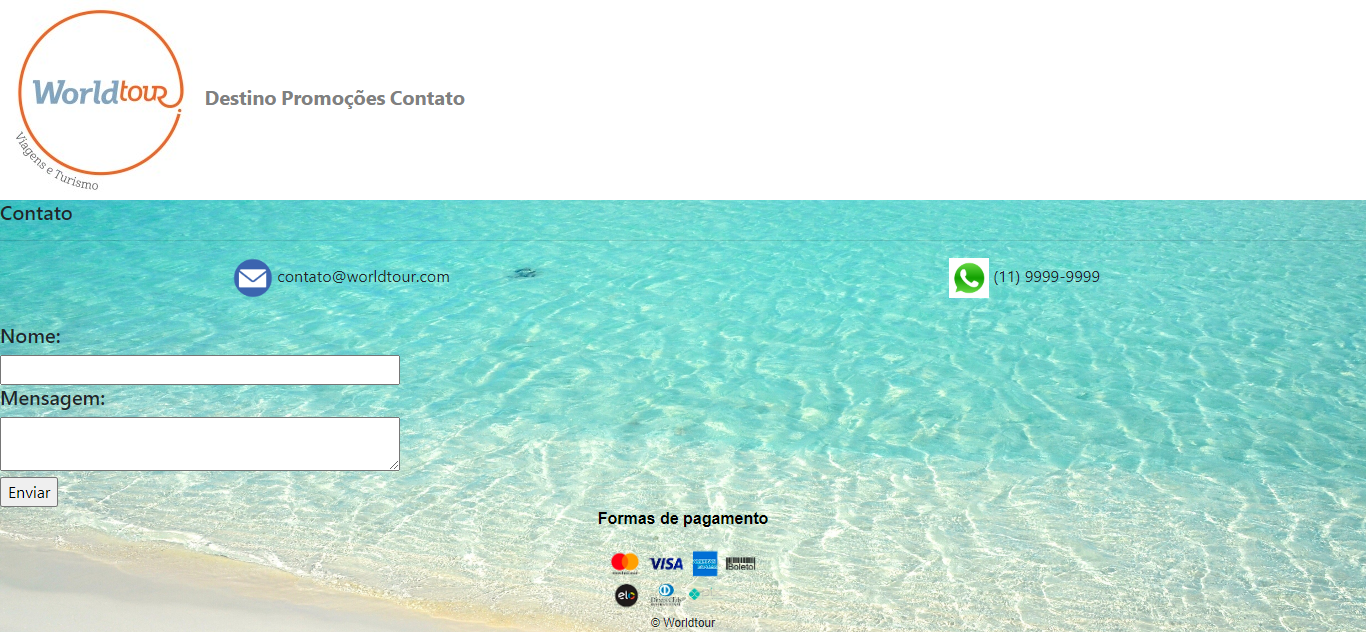 Worldtour
Viagens e Turismo
Destino Promoções Contato
Contato
contato@worldtour.com
(11) 9999-9999
Nome:
Mensagem:
Enviar
Formas de pagamento
VISA
Boleto
elo
© Worldtour